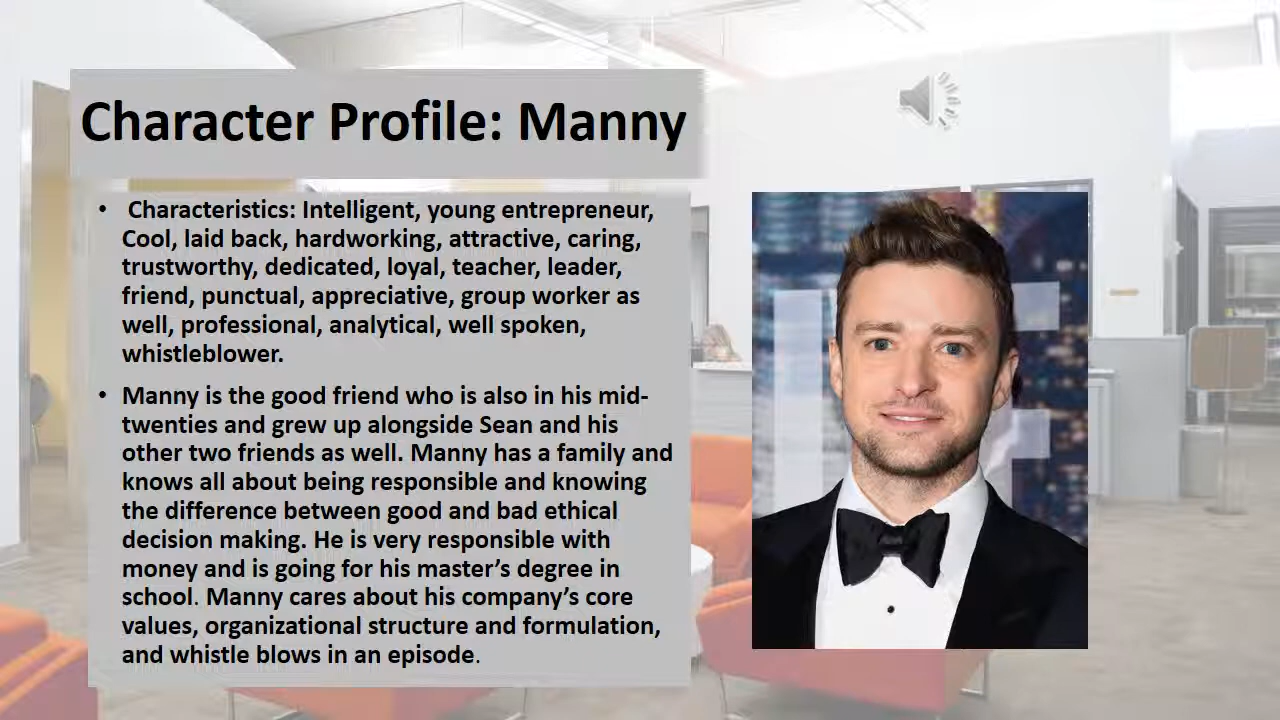 Character Profile: Manny
• Characteristics: Intelligent, young entrepreneur,
Cool, laid back, hardworking, attractive, caring,
trustworthy, dedicated, loyal, teacher, leader,
friend, punctual, appreciative, group worker as
well, professional, analytical, well spoken,
whistleblower.
• Manny is the good friend who is also in his mid-
twenties and grew up alongside Sean and his
other two friends as well. Manny has a family and
knows all about being responsible and knowing
the difference between good and bad ethical
decision making. He is very responsible with
money and is going for his master’s degree in
school. Manny cares about his company’s core
values, organizational structure and formulation,
and whistle blows in an episode.